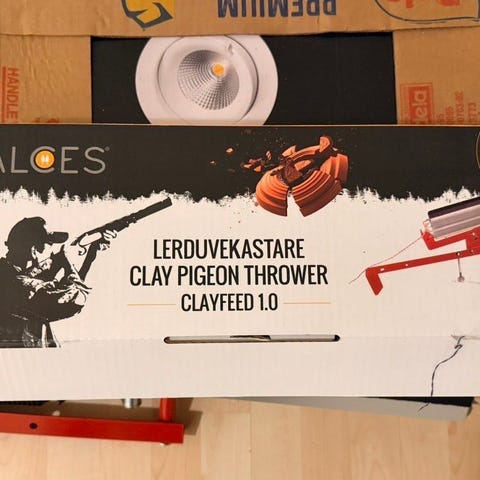 PREMIUM
HANDLE
ALCES®
LERDUVEKASTARE
CLAY PIGEON THROWER
CLAYFEED 1.0